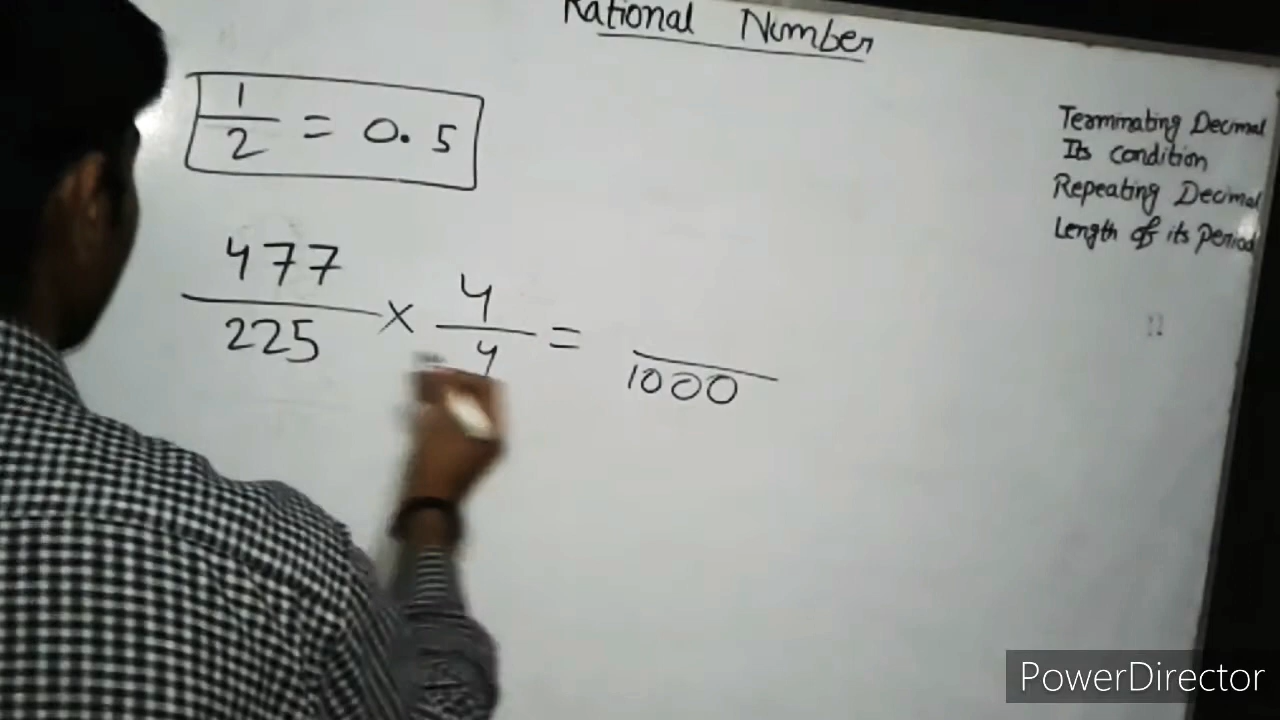 Rational Number
1/2 = 0.5
477/225 × 4/4 = /1000
Terminating Decimal
Its condition
Repeating Decimal
Length of its Period
PowerDirector